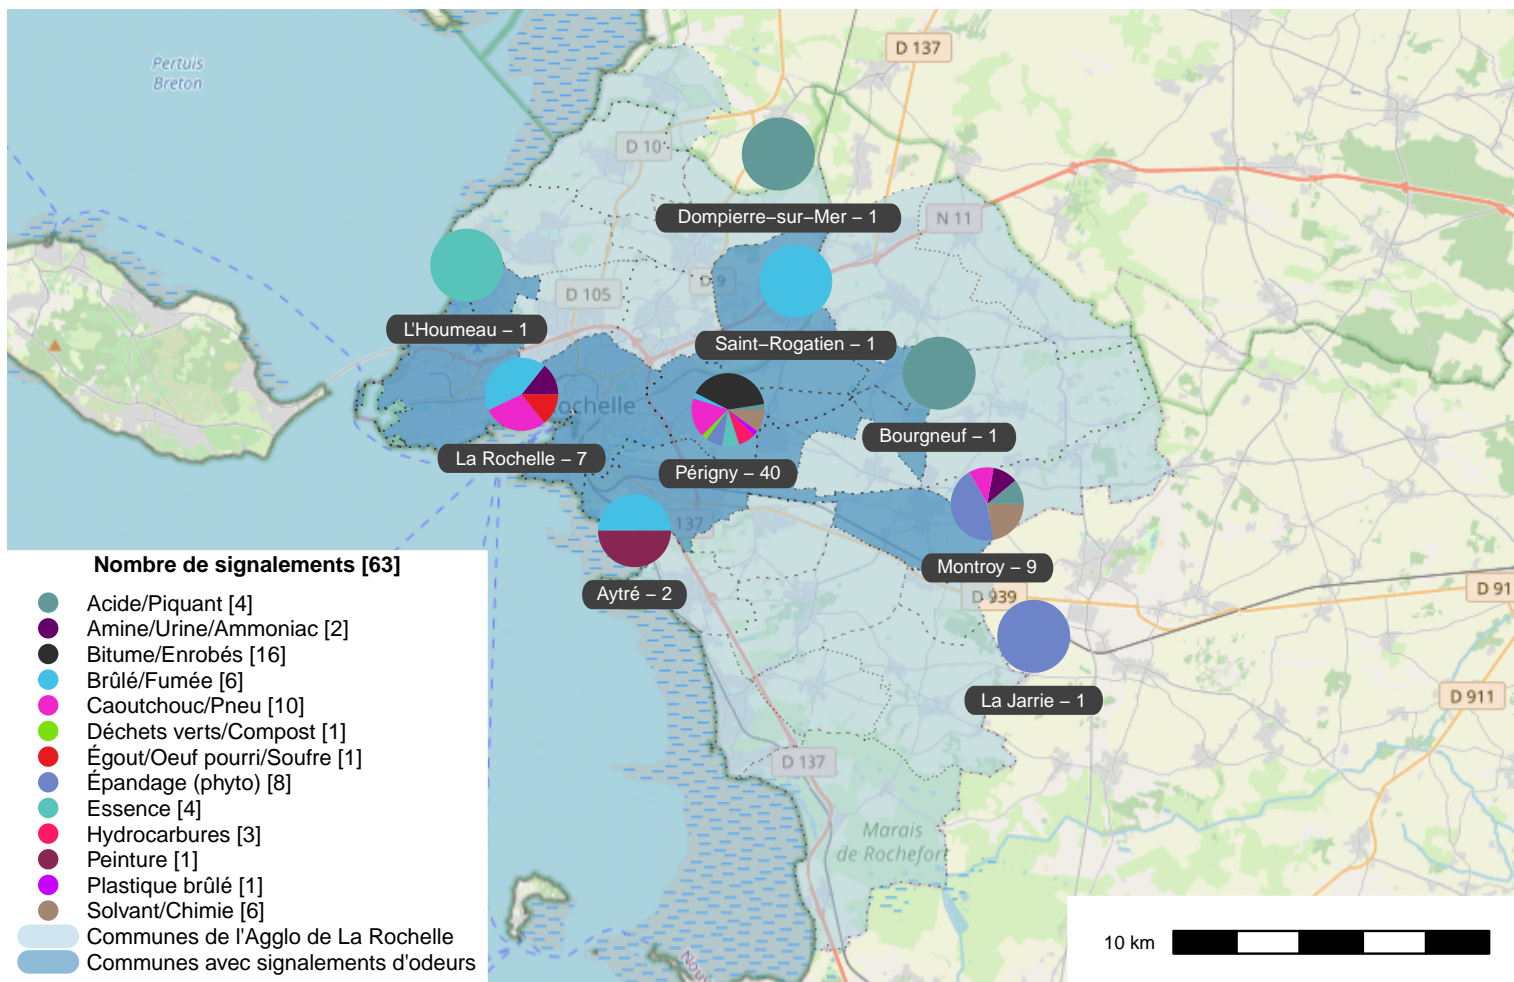 Pertuis
Breton
D 137
D 10
Dompierre–sur–Mer – 1
N 11
D 9
D 105
L'Houmeau – 1
Saint–Rogatien – 1
ochelle
Bourgneuf – 1
La Rochelle – 7
Périgny – 40
137
Montroy – 9
Aytré – 2
D 939
D 91
La Jarrie – 1
D 911
D 137
Marais
de Rochefort
Nombre de signalements [63]
Acide/Piquant [4]
Amine/Urine/Ammoniac [2]
Bitume/Enrobés [16]
Brûlé/Fumée [6]
Caoutchouc/Pneu [10]
Déchets verts/Compost [1]
Égout/Oeuf pourri/Soufre [1]
Épandage (phyto) [8]
Essence [4]
Hydrocarbures [3]
Peinture [1]
Plastique brûlé [1]
Solvant/Chimie [6]
Communes de l'Agglo de La Rochelle
Communes avec signalements d'odeurs
10 km